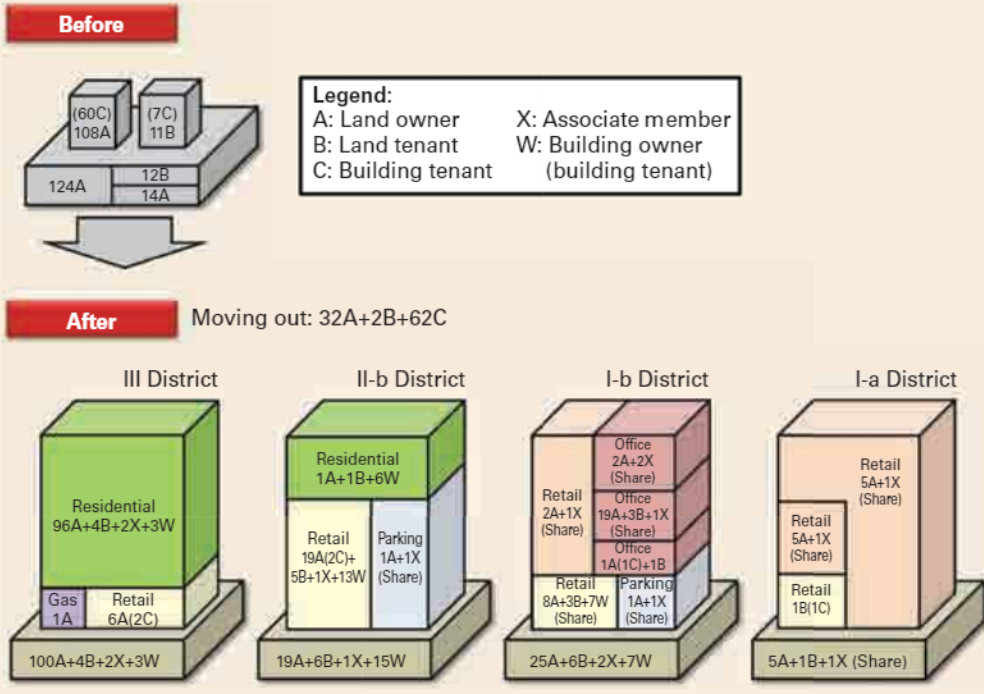 Before
(60C)
108A
(7C)
11B
124A
12B
14A
Legend:
A: Land owner
B: Land tenant
C: Building tenant
X: Associate member
W: Building owner
(building tenant)
After
Moving out: 32A+2B+62C
III District
Residential
96A+4B+2X+3W
Gas
1A
Retail
6A(2C)
100A+4B+2X+3W
II-b District
Residential
1A+1B+6W
Retail
19A(2C)+
5B+1X+13W
Parking
1A+1X
(Share)
19A+6B+1X+15W
I-b District
Retail
2A+1X
(Share)
Office
2A+2X
(Share)
Office
19A+3B+1X
(Share)
Office
1A(1C)+1B
Retail
8A+3B+7W
(Share)
Parking
1A+1X
(Share)
25A+6B+2X+7W
I-a District
Retail
5A+1X
(Share)
Retail
5A+1X
(Share)
Retail
1B(1C)
5A+1B+1X (Share)